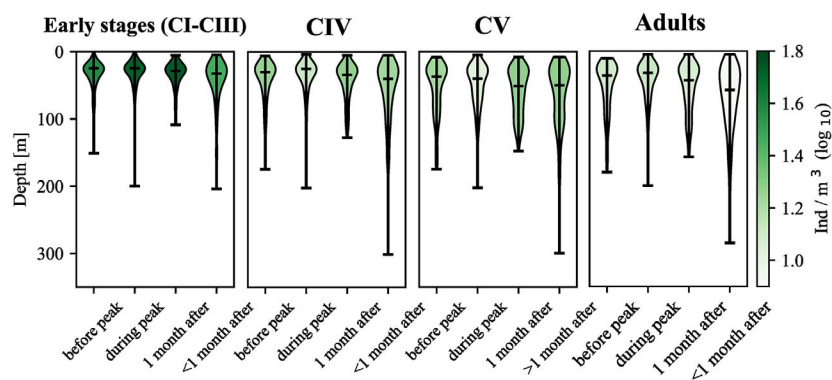 Early stages (CI-CIII)
CIV
CV
Adults
0
100
200
300
Depth [m]
before peak
during peak
1 month after
<1 month after
before peak
during peak
1 month after
<1 month after
before peak
during peak
1 month after
>1 month after
before peak
during peak
1 month after
<1 month after
1.8
1.6
1.4
1.2
1.0
Ind / m ³ (log 10)